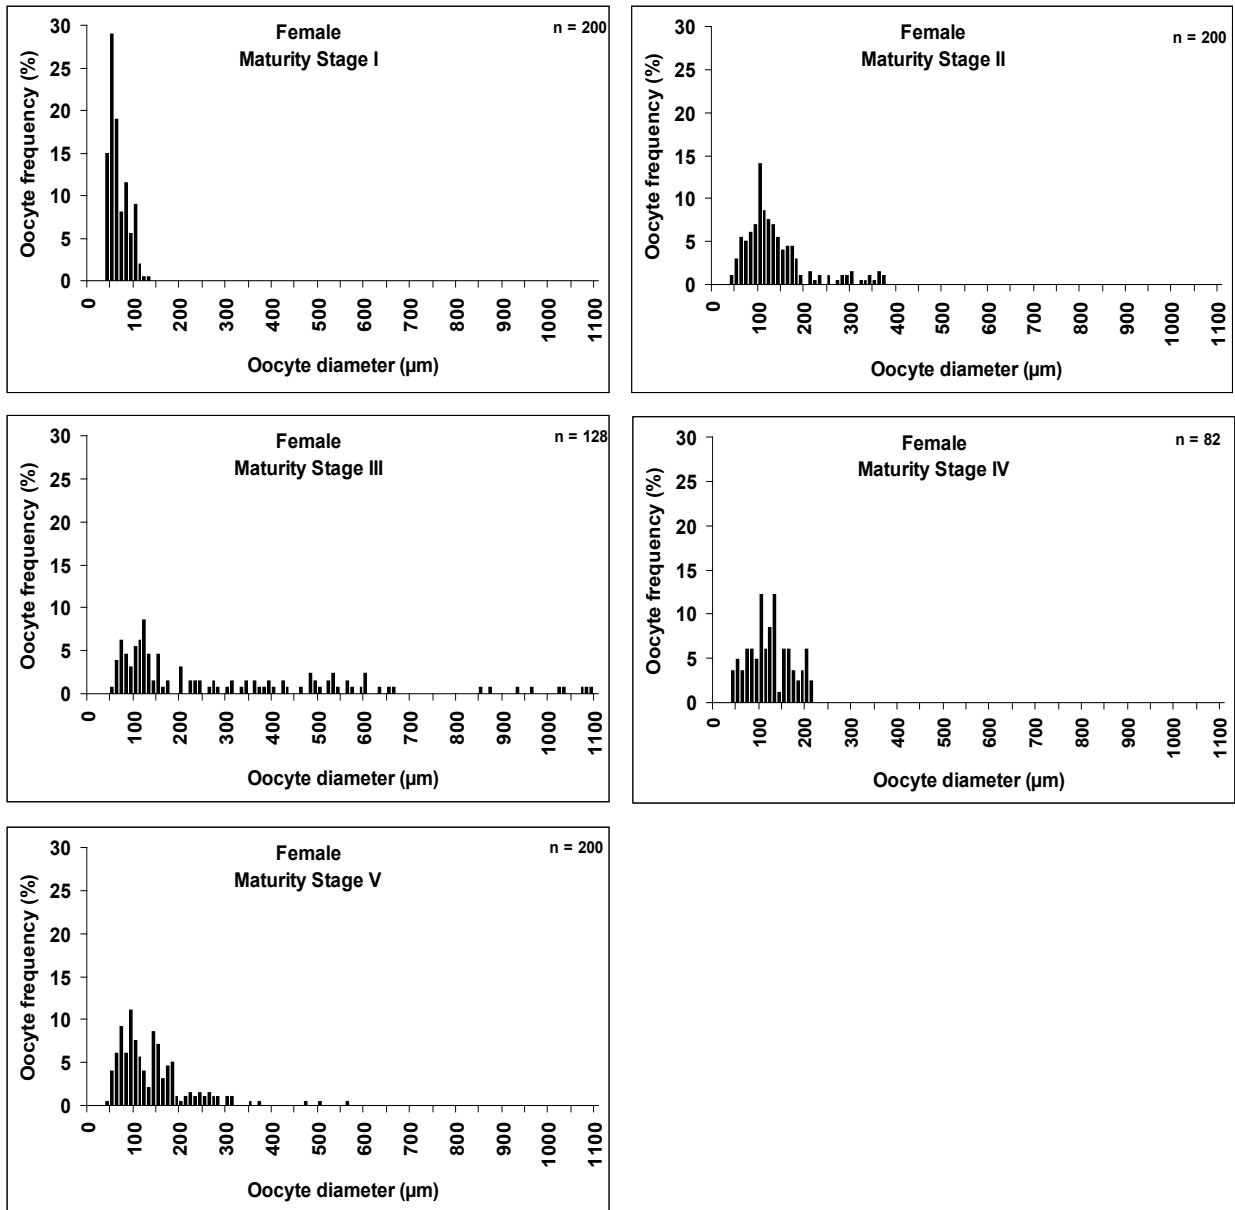 Female
Maturity Stage I
n = 200
Oocyte frequency (%)
30
25
20
15
10
5
0
0 100 200 300 400 500 600 700 800 900 1000 1100
Oocyte diameter (µm)
Female
Maturity Stage II
n = 200
Oocyte frequency (%)
30
25
20
15
10
5
0
0 100 200 300 400 500 600 700 800 900 1000 1100
Oocyte diameter (µm)
Female
Maturity Stage III
n = 128
Oocyte frequency (%)
30
25
20
15
10
5
0
0 100 200 300 400 500 600 700 800 900 1000 1100
Oocyte diameter (µm)
Female
Maturity Stage IV
n = 82
Oocyte frequency (%)
30
25
20
15
10
5
0
0 100 200 300 400 500 600 700 800 900 1000 1100
Oocyte diameter (µm)
Female
Maturity Stage V
n = 200
Oocyte frequency (%)
30
25
20
15
10
5
0
0 100 200 300 400 500 600 700 800 900 1000 1100
Oocyte diameter (µm)